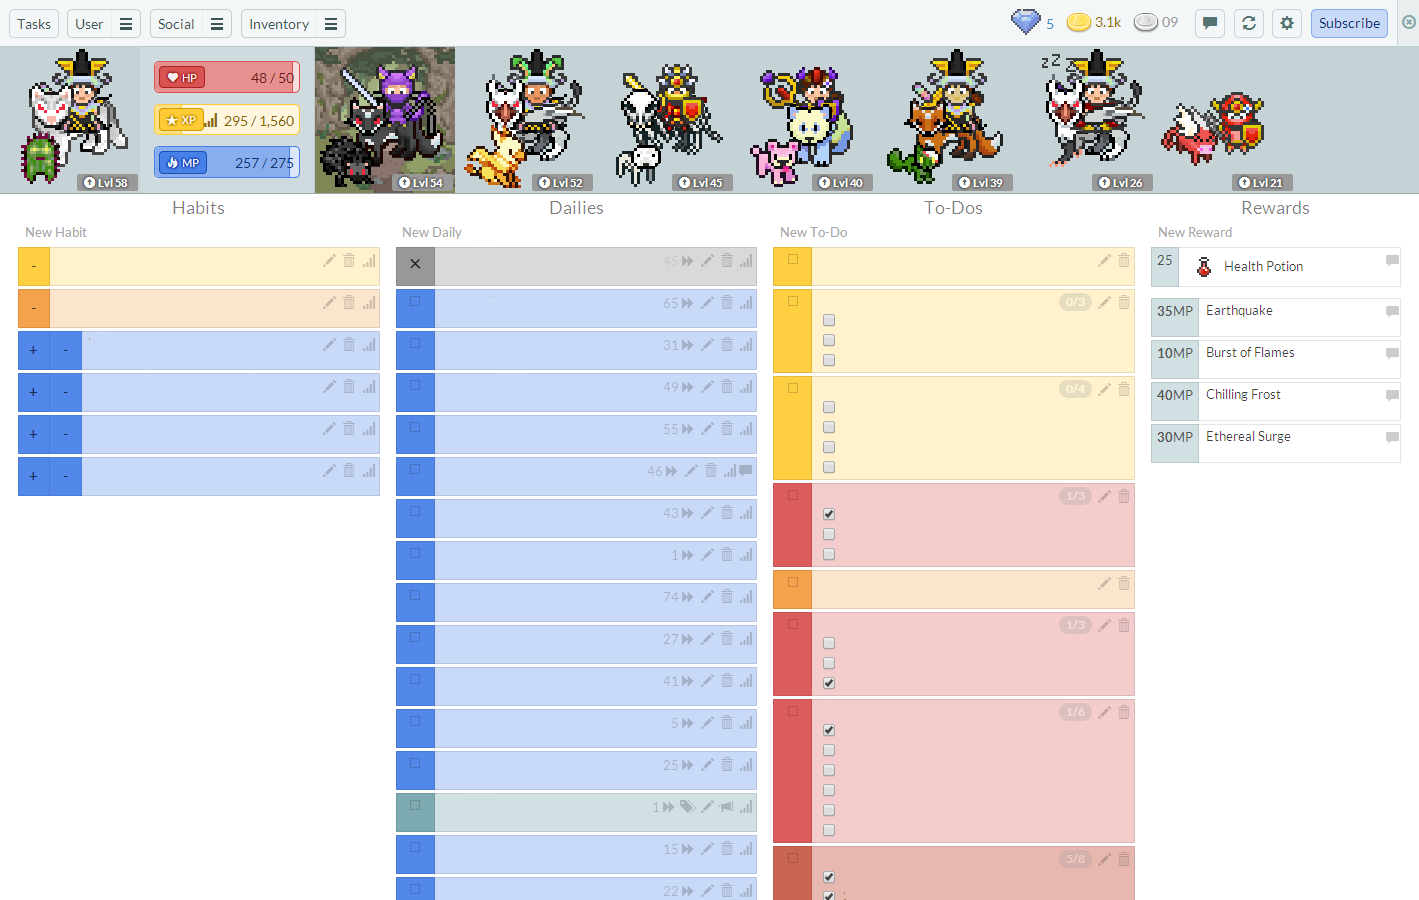 Tasks User Social Inventory 5 3.1k 09 Subscribe
HP 48 / 50
XP 295 / 1,560
MP 257 / 275
Lvl 58 Lvl 54 Lvl 52 Lvl 45 Lvl 40 Lvl 39 zzz Lvl 26 Lvl 21
Habits
New Habit
-
-
+ -
+ -
+ -
+ -
Dailies
New Daily
45
65
31
49
55
46
43
1
74
27
41
5
25
1
15
22
To-Dos
New To-Do
0/3
0/4
1/3
1/3
1/6
5/8
Rewards
New Reward
25 Health Potion
35MP Earthquake
10MP Burst of Flames
40MP Chilling Frost
30MP Ethereal Surge